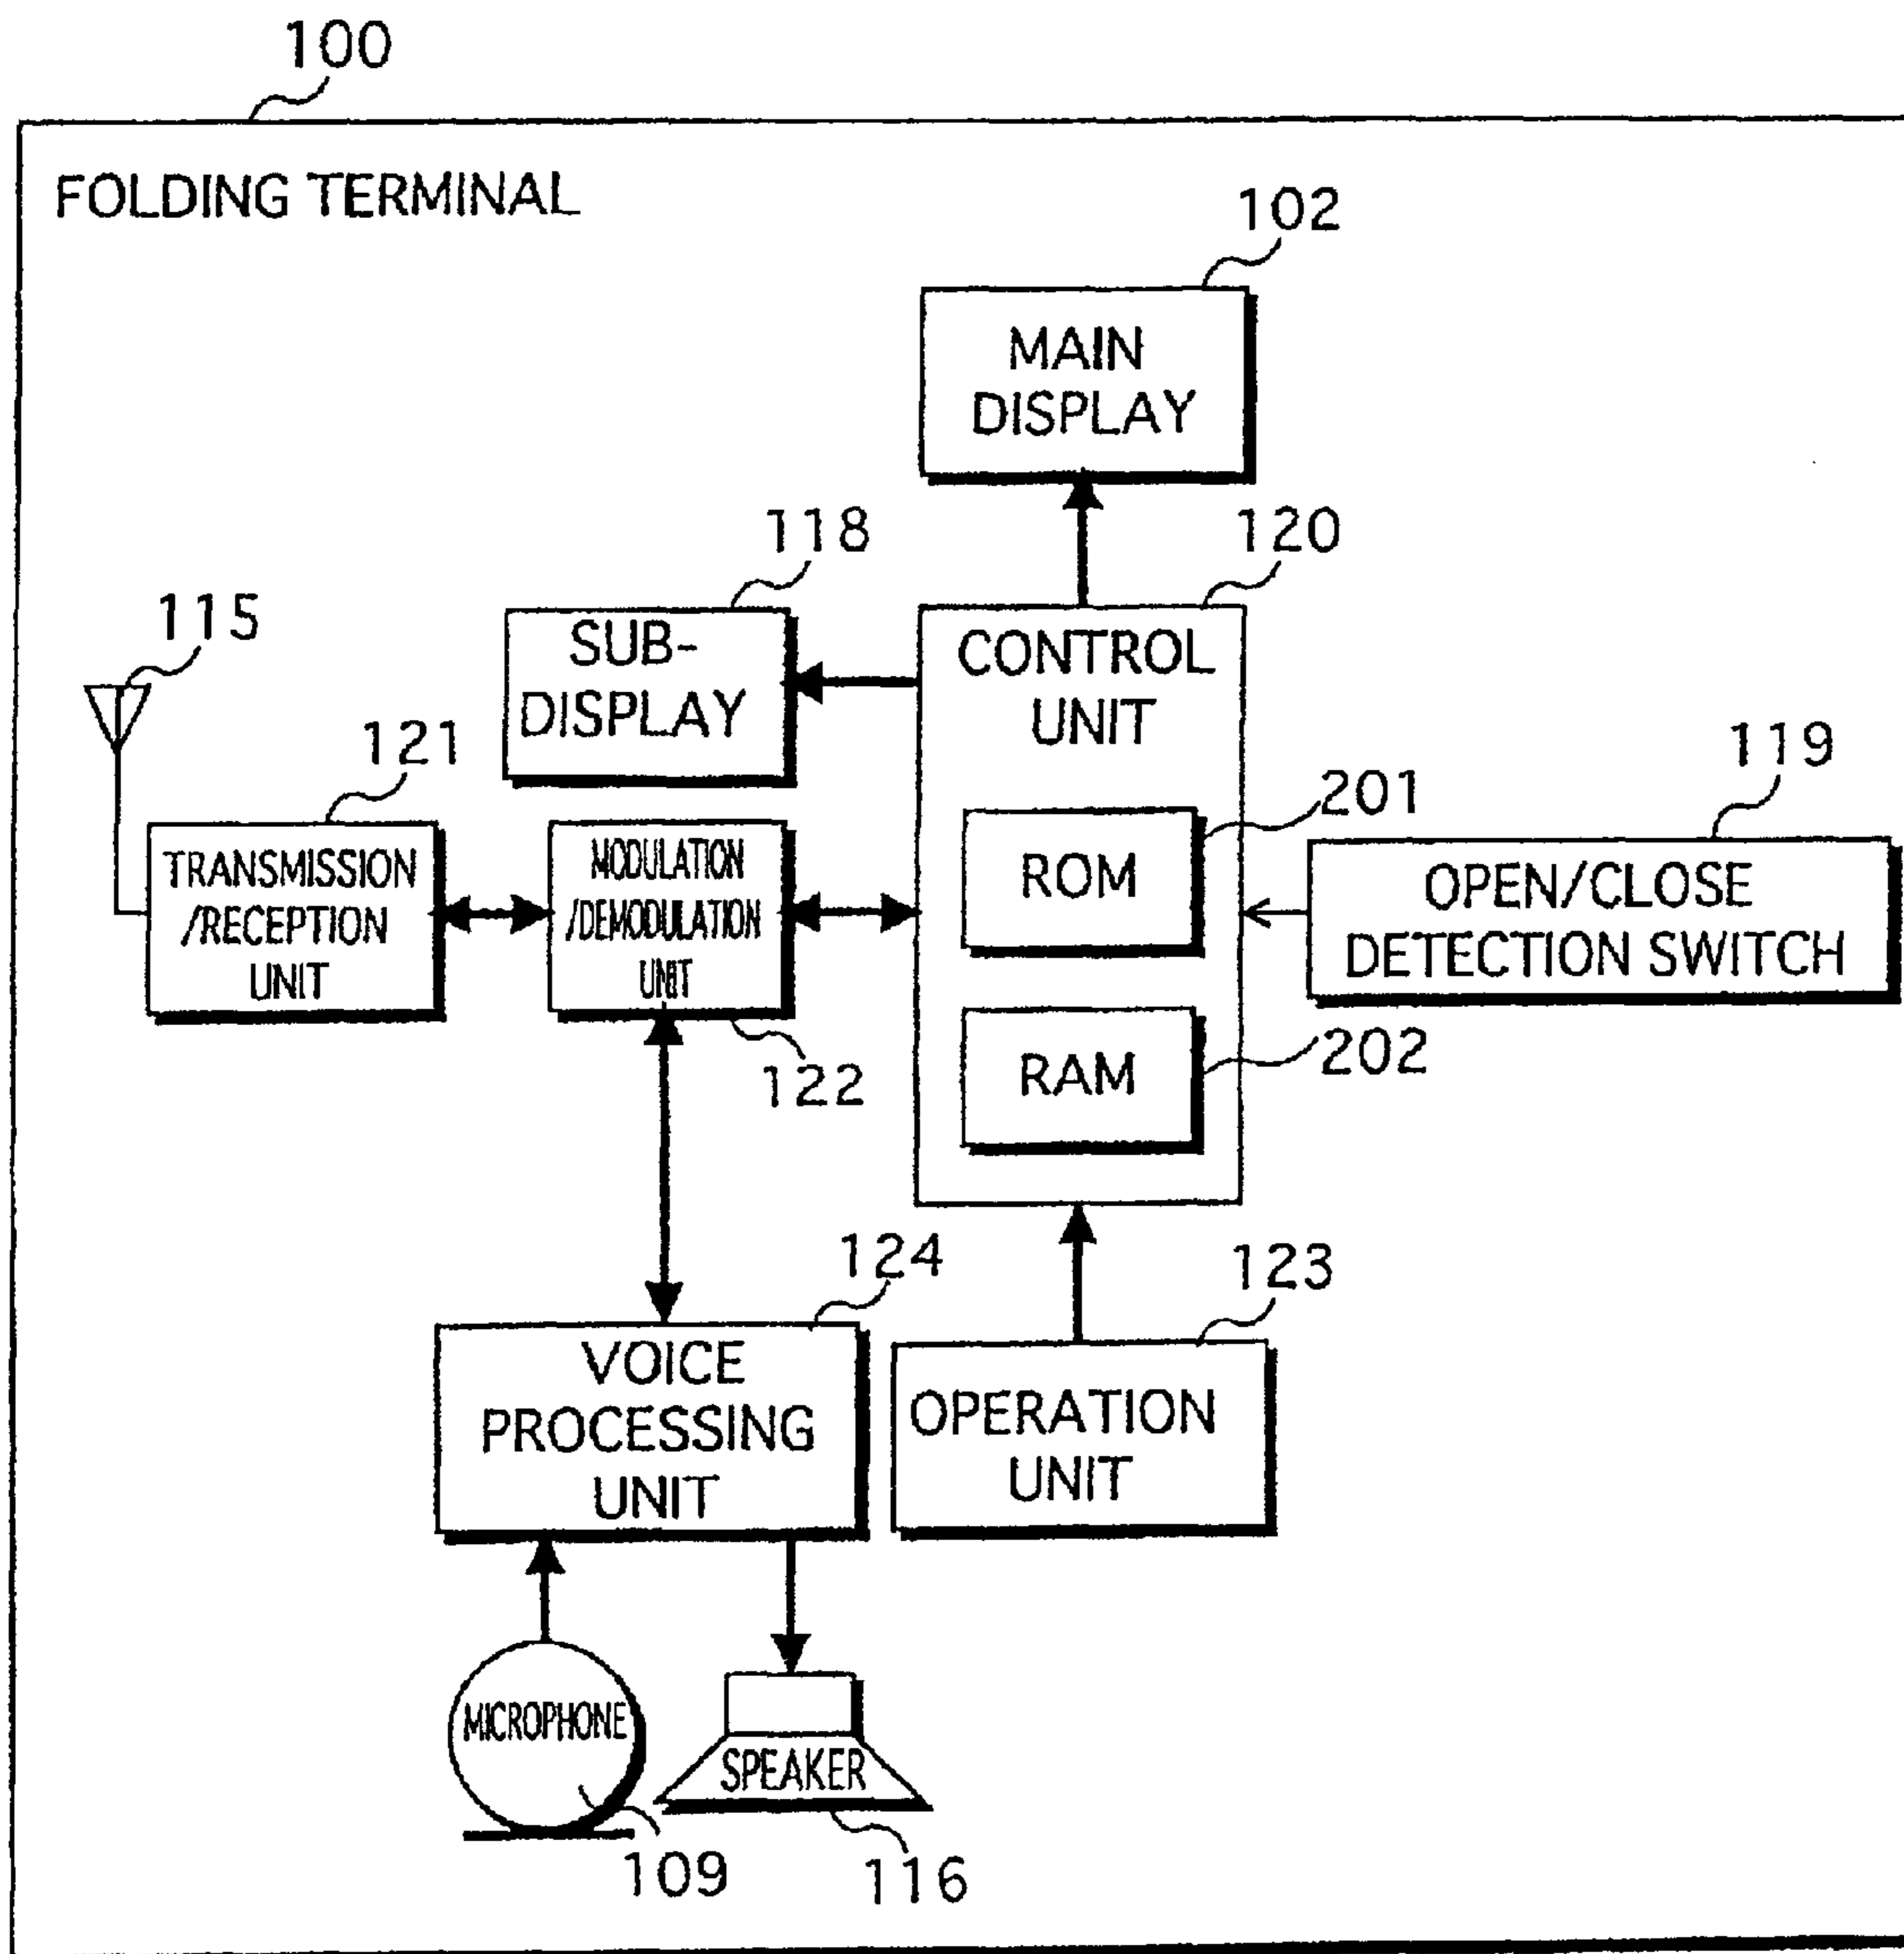 100
FOLDING TERMINAL
102
MAIN
DISPLAY
118
120
115
SUB-
DISPLAY
CONTROL
UNIT
121
119
201
TRANSMISSION
/RECEPTION
UNIT
MODULATION
/DEMODULATION
UNIT
ROM
OPEN/CLOSE
DETECTION SWITCH
122
RAM
202
124
123
VOICE
PROCESSING
UNIT
OPERATION
UNIT
MICROPHONE
SPEAKER
109
116